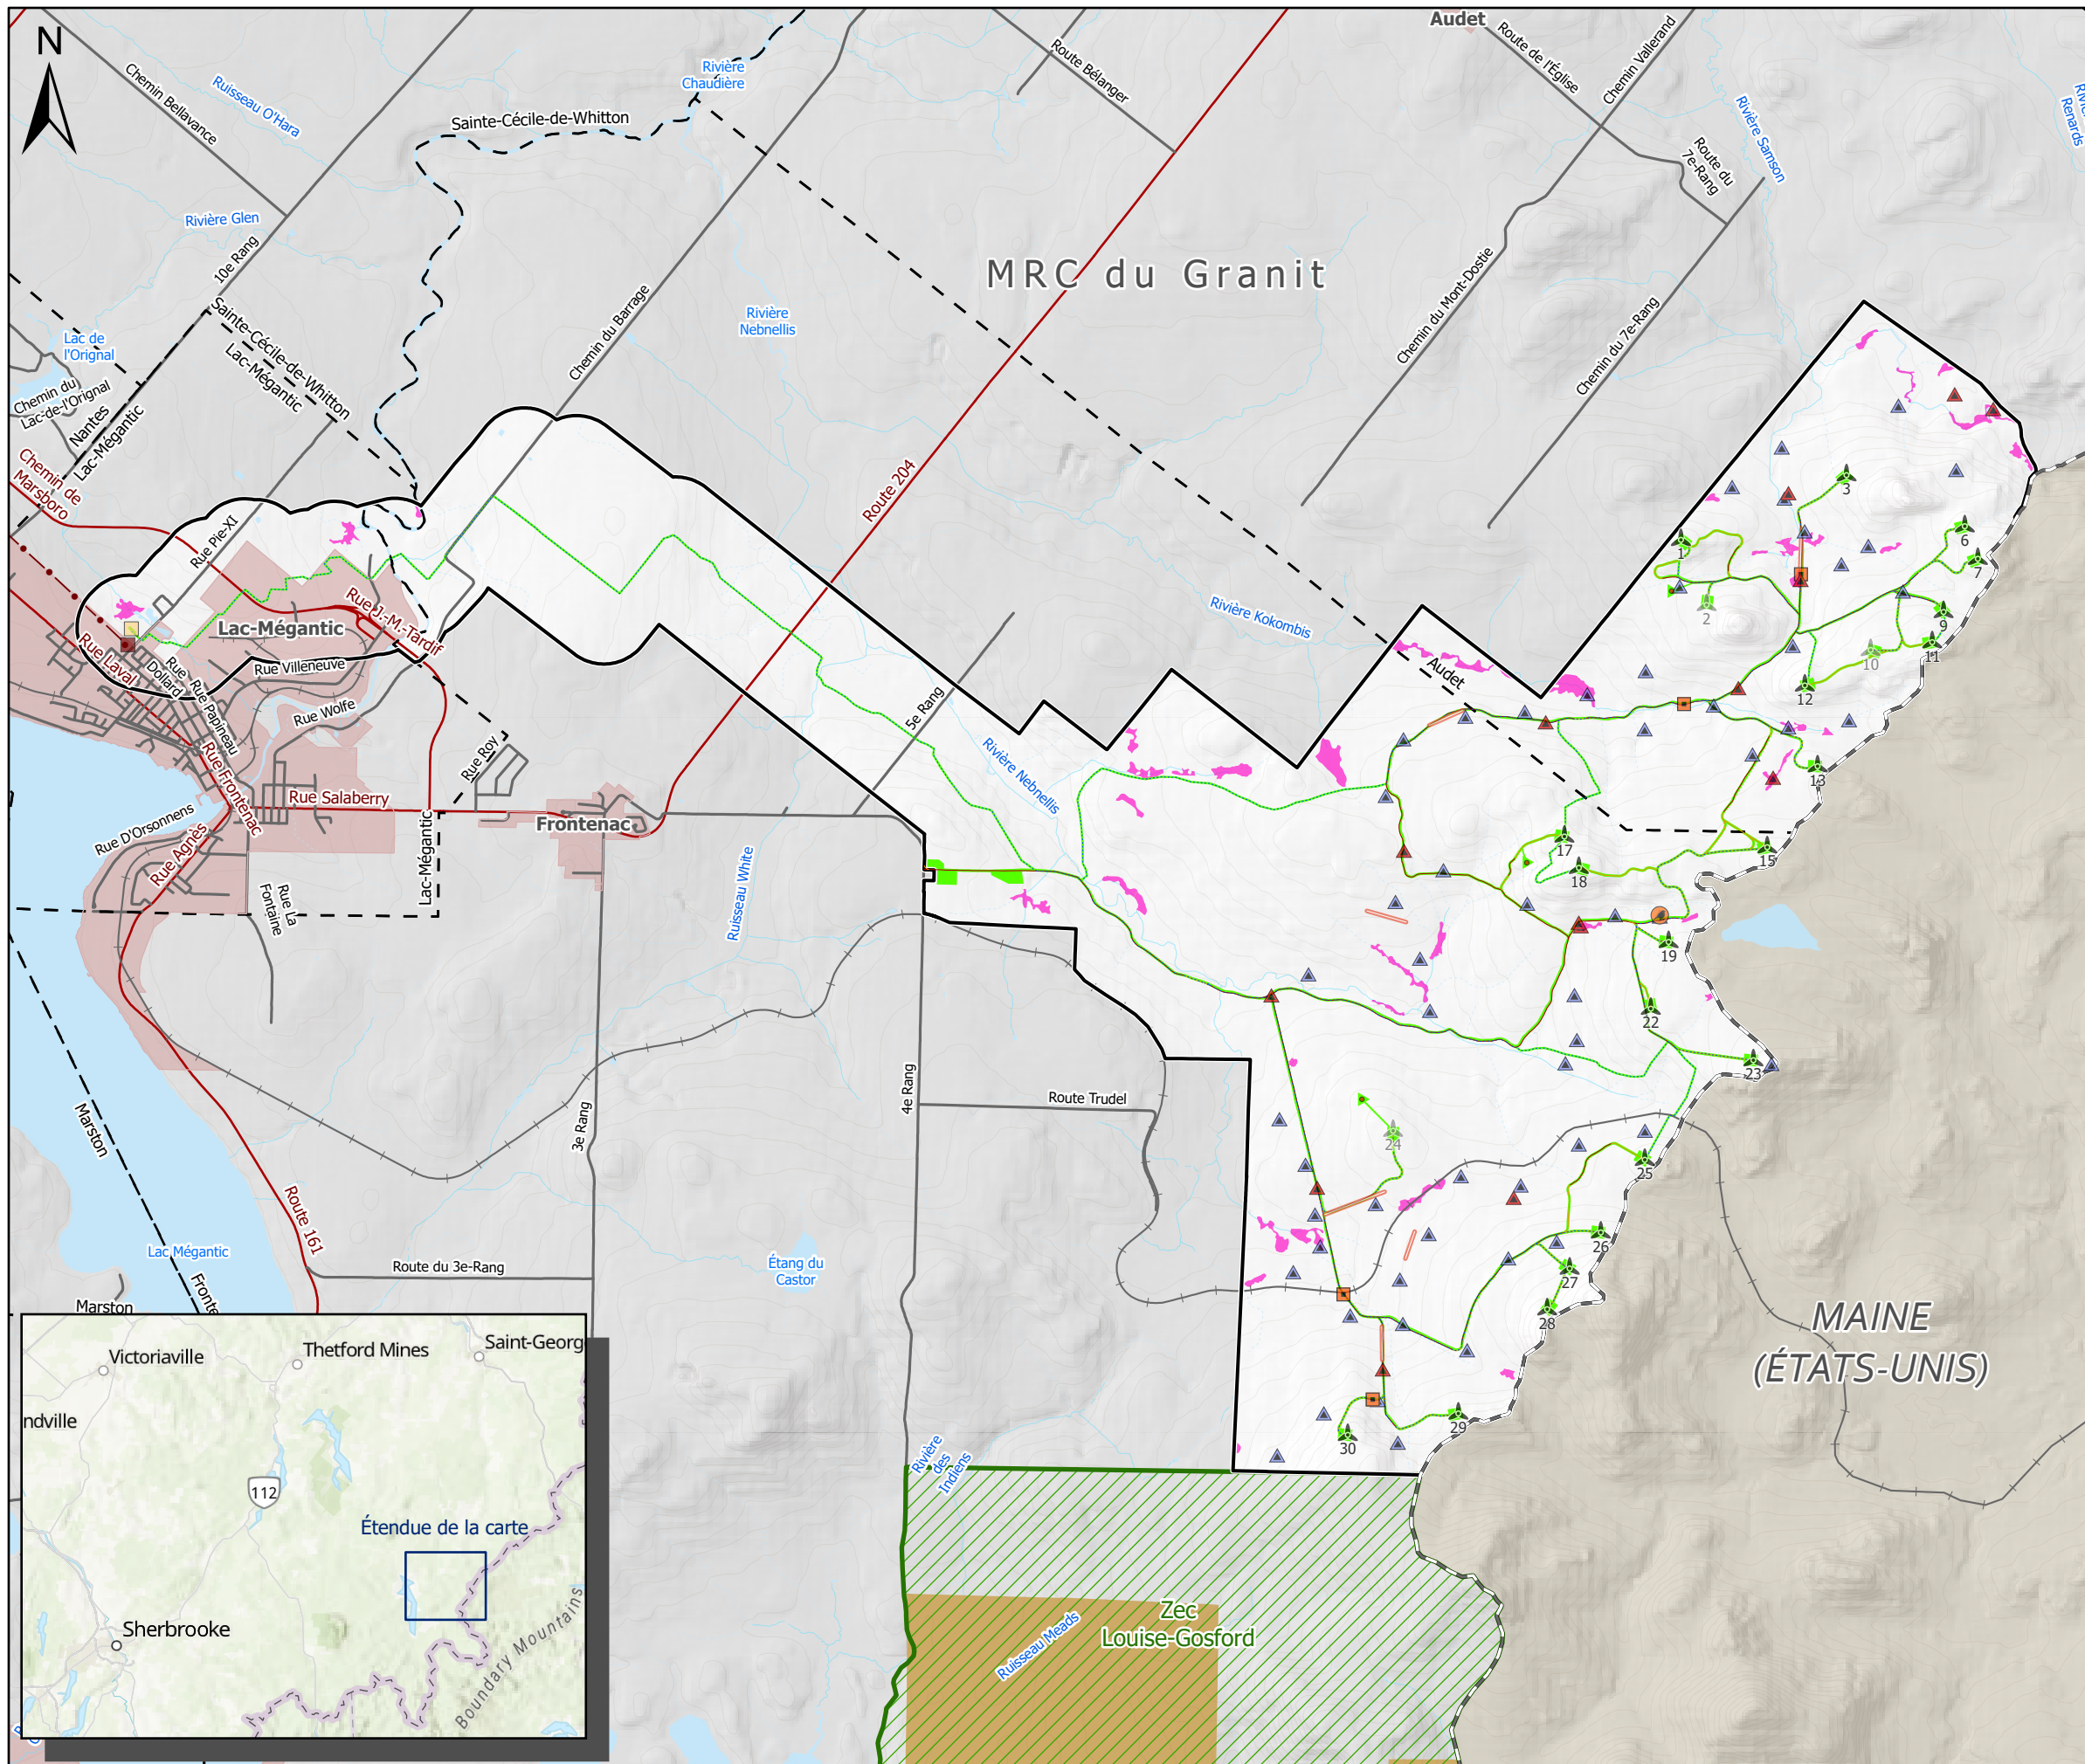 N
Audet
Route de l'Église
Chemin Vallerand
Route Bélanger
Rivière
Chaudière
Chemin Bellavance
Ruisseau O'Hara
Sainte-Cécile-de-Whitton
Rivière Samson
Renards
Route du
7e-Rang
Rivière Glen
10e Rang
MRC du Granit
Chemin du Mont-Dostie
Chemin du 7e-Rang
Rivière
Nebnellis
Chemin du Barrage
Sainte-Cécile-de-Whitton
Lac-Mégantic
Lac de
l'Orignal
Chemin du
Lac-de-l'Orignal
Nantes
Lac-Mégantic
Chemin de
Marsboro
Route 204
Rue Pie-XI
3
1
6
7
2
9
10
11
12
13
Rue J.-M.-Tardif
Lac-Mégantic
Rivière Kokombis
Rue Laval
Rue
Dollard
Rue Papineau
Rue Villeneuve
Rue Wolfe
Audet
5e Rang
Rue Roy
Rivière Nebnellis
Rue Frontenac
Rue Salaberry
Frontenac
Rue D'Orsonnens
Rue Agnès
Lac-Mégantic
Rue La
Fontaine
Ruisseau White
15
17
18
19
22
23
Marston
4e Rang
Route Trudel
3e Rang
24
25
26
27
28
29
30
Route 161
Lac Mégantic
Route du 3e-Rang
Étang du
Castor
Marston
Fronte
MAINE
(ÉTATS-UNIS)
Victoriaville
Thetford Mines
Saint-Georg
ndville
112
Étendue de la carte
Sherbrooke
Boundary Mountains
Rivière
des
Indiens
Zec
Louise-Gosford
Ruisseau Meads